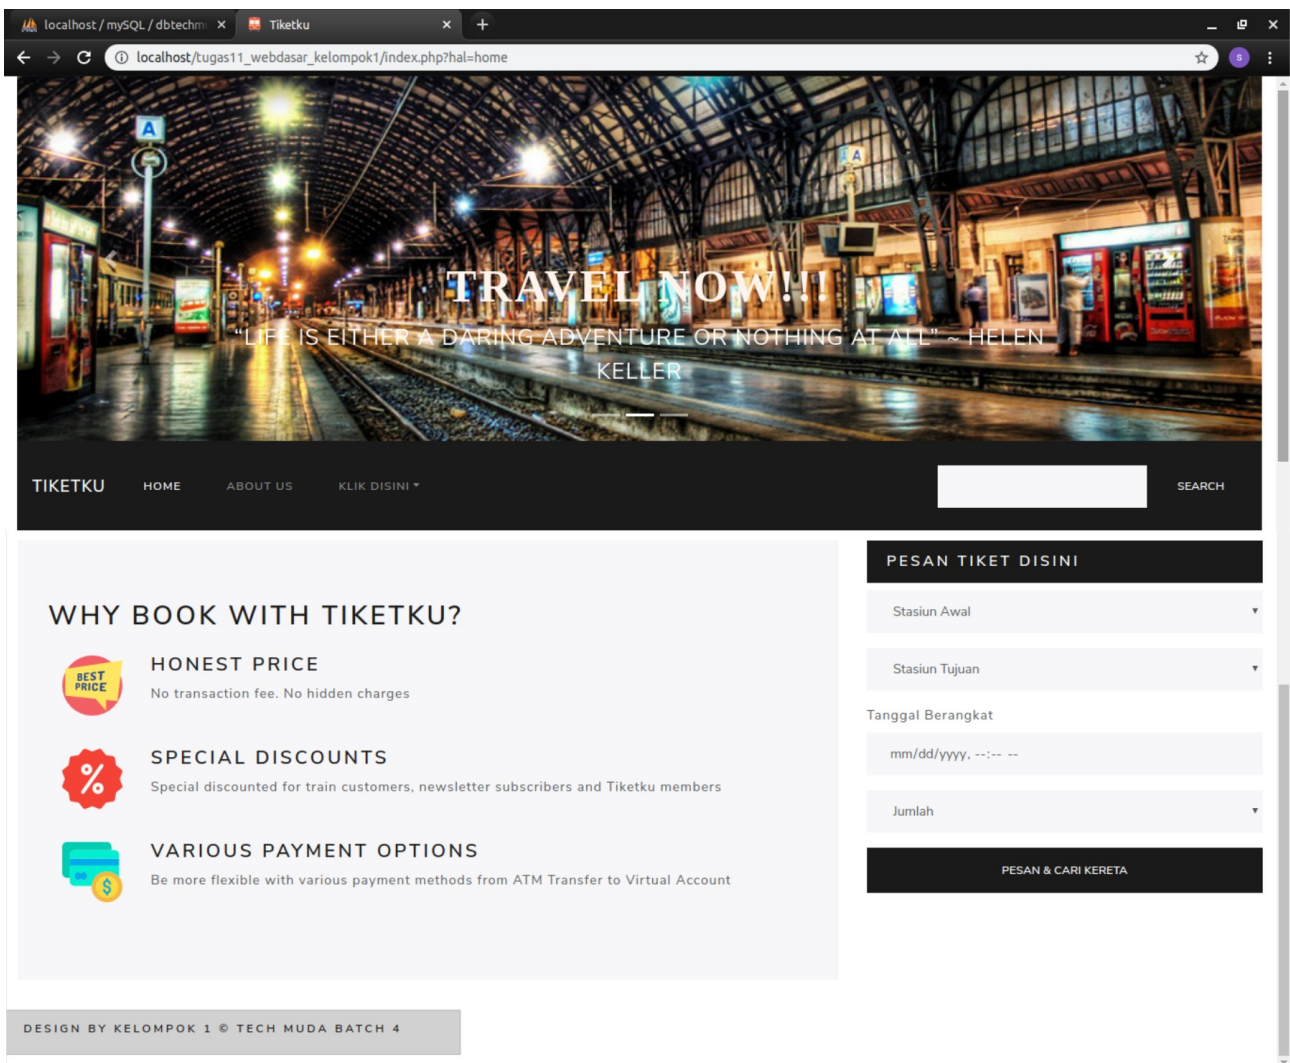 localhost / mySQL / dbtechm
Tiketku
localhost/tugas11_webdasar_kelompok1/index.php?hal=home
S
A
A
TRAVEL NOW!!!
“LIFE IS EITHER A DARING ADVENTURE OR NOTHING AT ALL” ~ HELEN
KELLER
TIKETKU HOME ABOUT US KLIK DISINI SEARCH
PESAN TIKET DISINI
Stasiun Awal
Stasiun Tujuan
Tanggal Berangkat
mm/dd/yyyy, --:-- --
Jumlah
PESAN & CARI KERETA
WHY BOOK WITH TIKETKU?
BEST
PRICE
HONEST PRICE
No transaction fee. No hidden charges
%
SPECIAL DISCOUNTS
Special discounted for train customers, newsletter subscribers and Tiketku members
$
VARIOUS PAYMENT OPTIONS
Be more flexible with various payment methods from ATM Transfer to Virtual Account
DESIGN BY KELOMPOK 1 © TECH MUDA BATCH 4